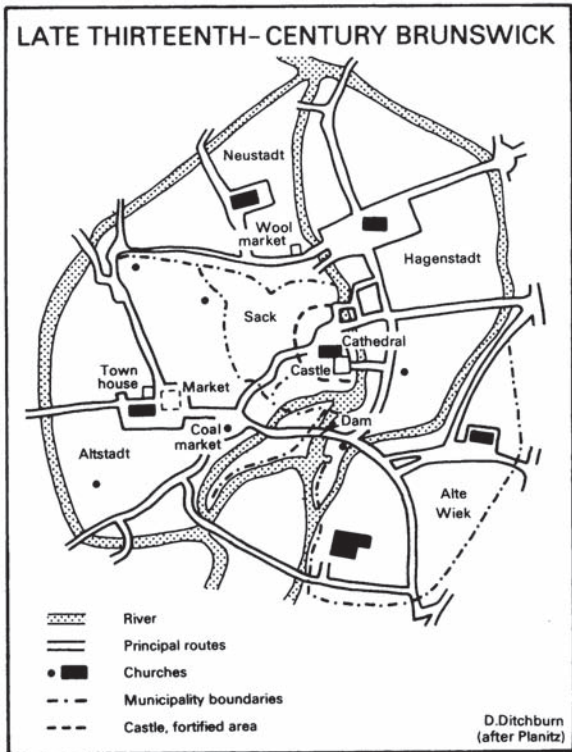 LATE THIRTEENTH-CENTURY BRUNSWICK
Neustadt
Wool
market
Hagenstadt
Sack
Cathedral
Castle
Town
house
Market
Dam
Coal
market
Altstadt
Alte
Wiek
River
Principal routes
Churches
Municipality boundaries
Castle, fortified area
D.Ditchburn
(after Planitz)